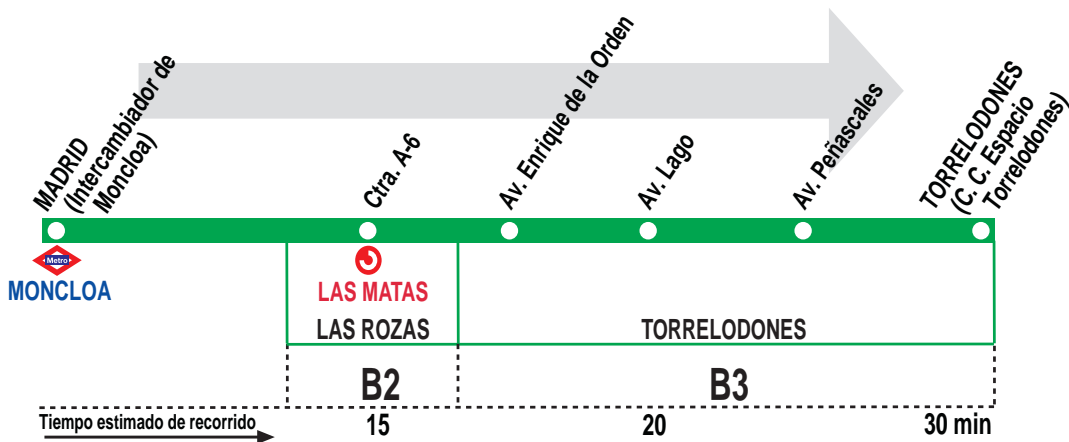 MADRID
(Intercambiador de
Moncloa)
Ctra. A-6
Av. Enrique de la Orden
Av. Lago
Av. Peñascales
TORRELODONES
(C. C. Espacio
Torrelodones)
Metro
MONCLOA
LAS MATAS
LAS ROZAS
TORRELODONES
B2
B3
Tiempo estimado de recorrido
15
20
30 min